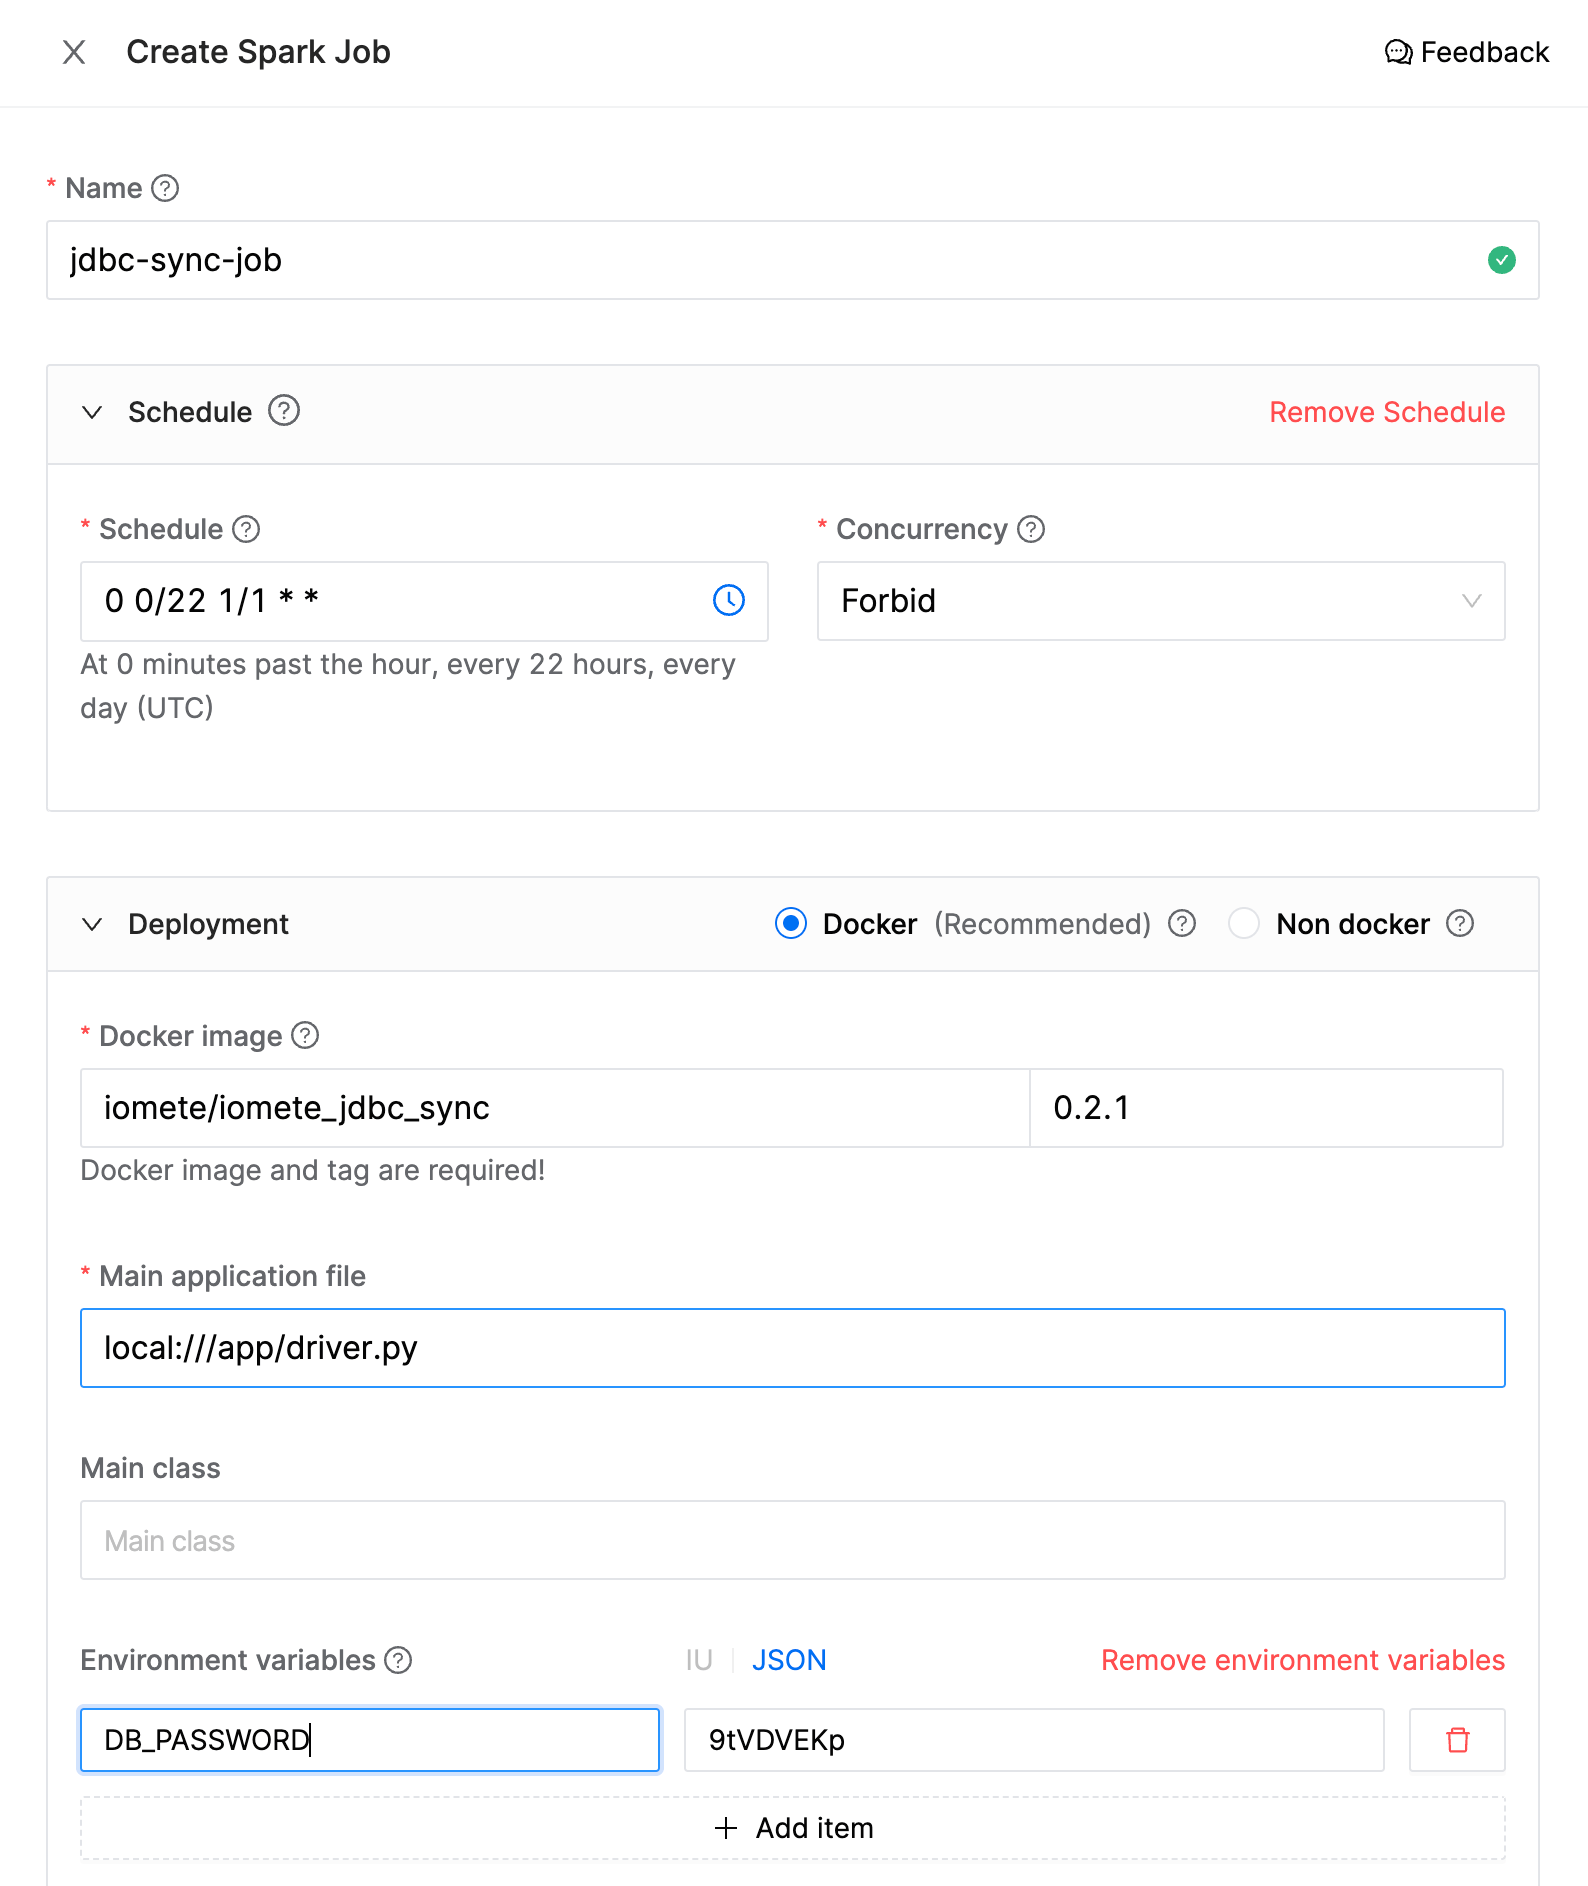 Create Spark Job
Feedback
* Name
jdbc-sync-job
Schedule
Remove Schedule
* Schedule
* Concurrency
0 0/22 1/1 * *
Forbid
At 0 minutes past the hour, every 22 hours, every
day (UTC)
Deployment
Docker (Recommended)
Non docker
* Docker image
iomete/iomete_jdbc_sync
0.2.1
Docker image and tag are required!
* Main application file
local:///app/driver.py
Main class
Main class
Environment variables
IU
JSON
Remove environment variables
DB_PASSWORD
9tVDVEKp
+ Add item